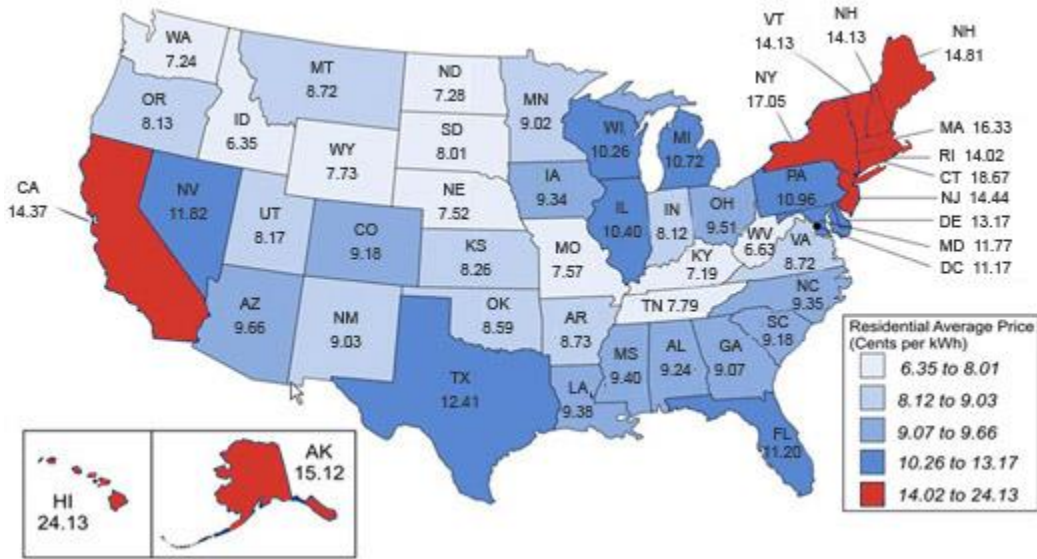 VT
14.13
NH
14.13
NH
14.81
NY
17.05
WA
7.24
MT
8.72
ND
7.28
MN
9.02
OR
8.13
ID
6.35
SD
8.01
WI
10.26
MI
10.72
WY
7.73
IA
9.34
NE
7.52
MA 16.33
RI 14.02
CT 18.67
NJ 14.44
DE 13.17
MD 11.77
DC 11.17
CA
14.37
NV
11.82
UT
8.17
CO
9.18
KS
8.26
MO
7.57
IL
10.40
IN
8.12
OH
9.51
PA
10.96
WV
6.63
VA
8.72
KY
7.19
NC
9.35
TN 7.79
SC
9.18
AZ
9.66
NM
9.03
OK
8.59
AR
8.73
MS
9.40
AL
9.24
GA
9.07
TX
12.41
LA
9.38
FL
11.20
Residential Average Price
(Cents per kWh)
6.35 to 8.01
8.12 to 9.03
9.07 to 9.66
10.26 to 13.17
14.02 to 24.13
HI
24.13
AK
15.12